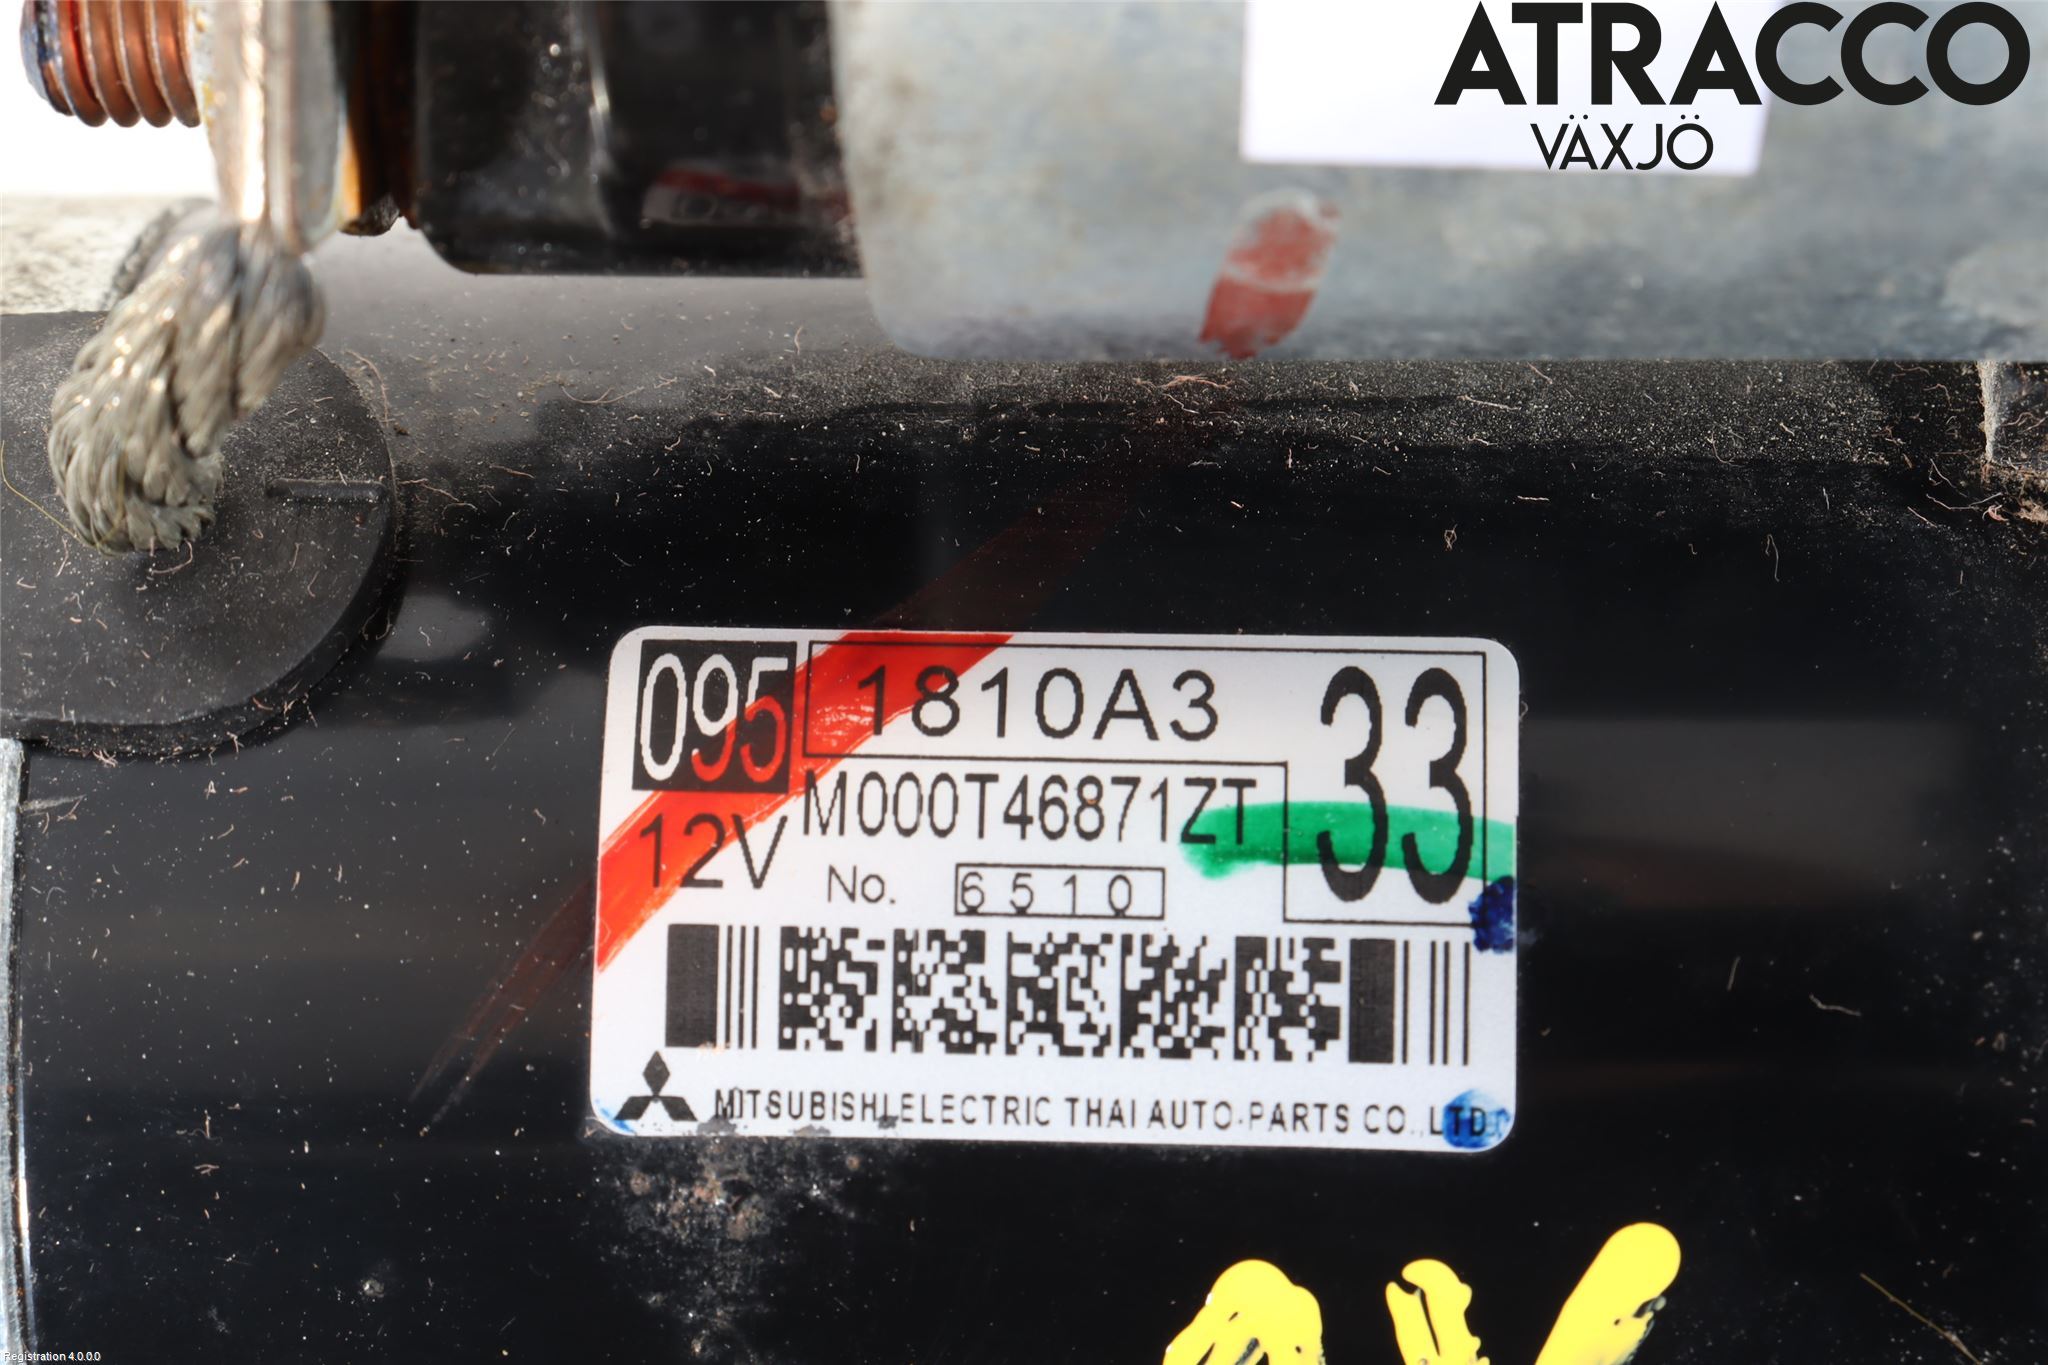 ATRACCO
VÄXJÖ
095 1810A3 33
12V M000T46871ZT
No. 6510
MITSUBISHI ELECTRIC THAI AUTO-PARTS CO.,LTD.
Registration 4.0.0.0